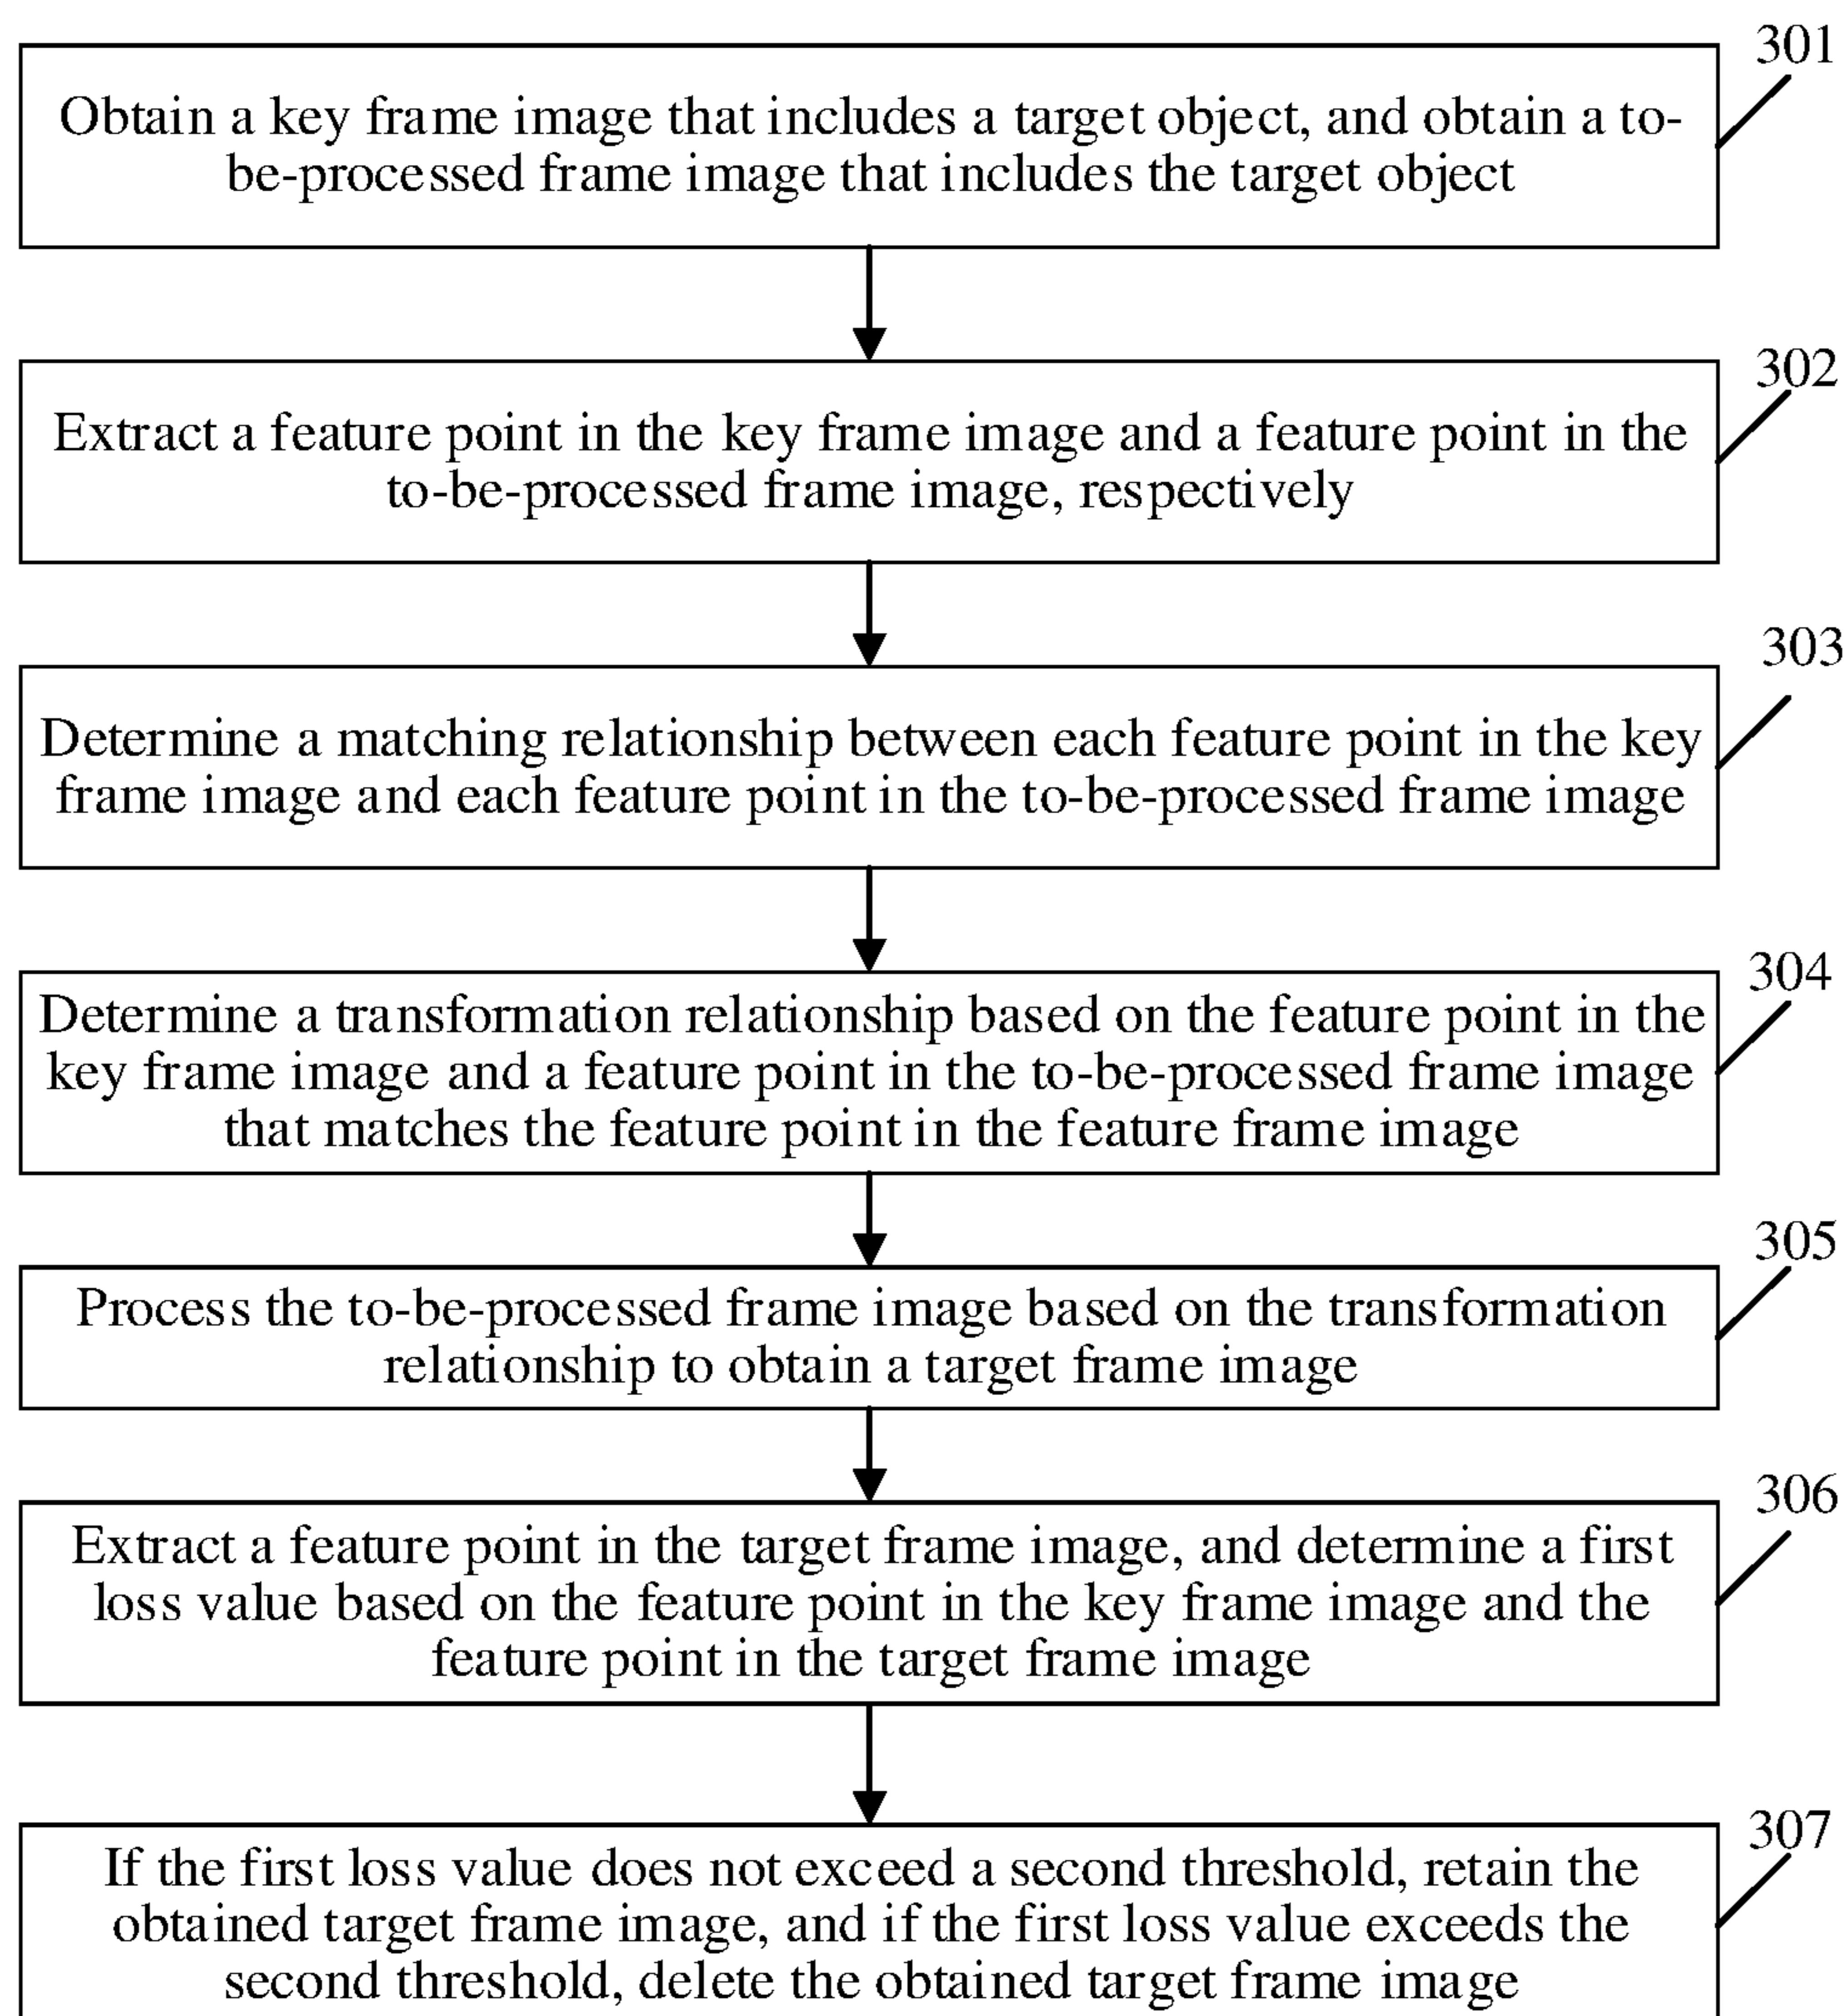 301
Obtain a key frame image that includes a target object, and obtain a to-
be-processed frame image that includes the target object
302
Extract a feature point in the key frame image and a feature point in the
to-be-processed frame image, respectively
303
Determine a matching relationship between each feature point in the key
frame image and each feature point in the to-be-processed frame image
304
Determine a transformation relationship based on the feature point in the
key frame image and a feature point in the to-be-processed frame image
that matches the feature point in the feature frame image
305
Process the to-be-processed frame image based on the transformation
relationship to obtain a target frame image
306
Extract a feature point in the target frame image, and determine a first
loss value based on the feature point in the key frame image and the
feature point in the target frame image
307
If the first loss value does not exceed a second threshold, retain the
obtained target frame image, and if the first loss value exceeds the
second threshold, delete the obtained target frame image